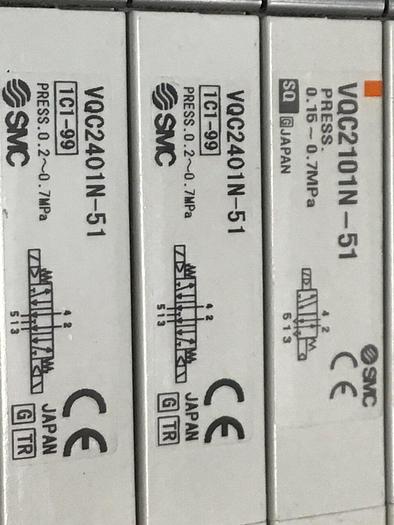 VQC2101N-51
PRESS.
0.15~0.7MPa
SQ G JAPAN
4 2
5 1 3
SMC
CE
VQC2401N-51
1C1-99
PRESS.0.2~0.7MPa
SMC
4 2
5 1 3
CE
JAPAN
G TR
VQC2401N-51
1C1-99
PRESS.0.2~0.7MPa
SMC
4 2
5 1 3
CE
JAPAN
G TR